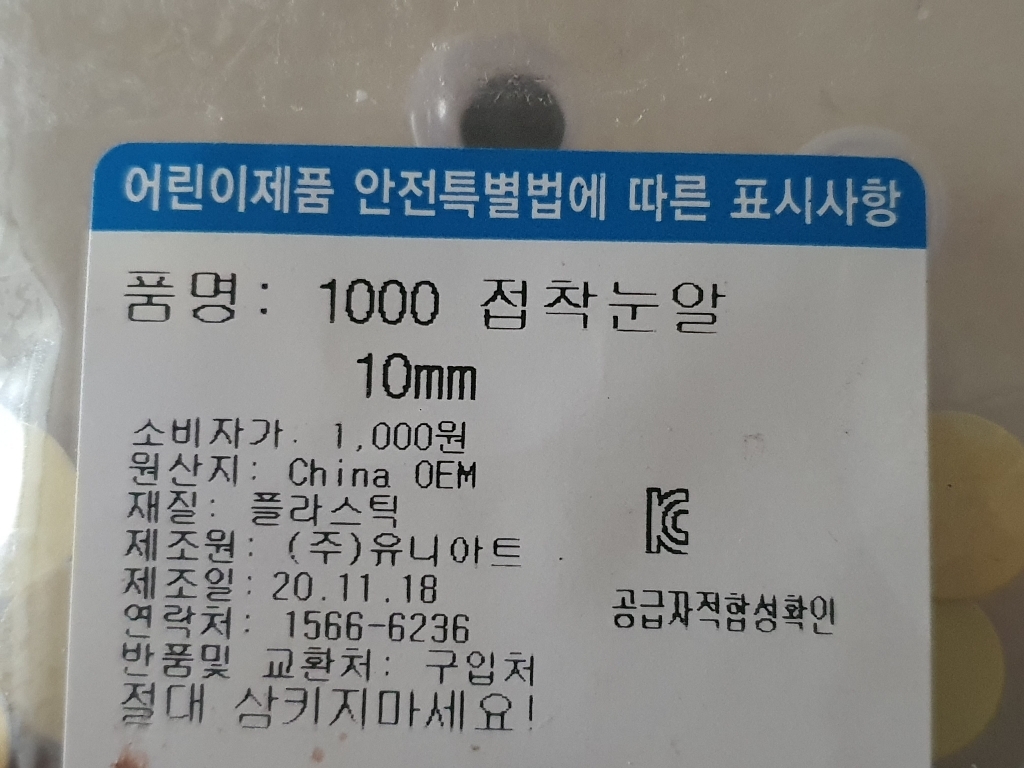 어린이제품 안전특별법에 따른 표시사항
품명: 1000 접착눈알
10mm
소비자가. 1,000원
원산지: China OEM
재질: 플라스틱
제조원: (주)유니아트
제조일: 20.11.18
연락처: 1566-6236
반품및 교환처: 구입처
절대 삼키지마세요!
KC
공급자적합성확인